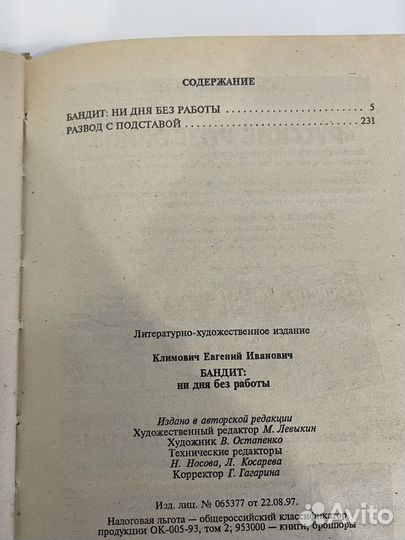 СОДЕРЖАНИЕ
БАНДИТ: НИ ДНЯ БЕЗ РАБОТЫ . . . . . . . . . . . . . . . . . . . . 5
РАЗВОД С ПОДСТАВОЙ . . . . . . . . . . . . . . . . . . . . . . . . . . 231
Литературно-художественное издание
Климович Евгений Иванович
БАНДИТ:
ни дня без работы
Издано в авторской редакции
Художественный редактор М. Левыкин
Художник В. Остапенко
Технические редакторы
Н. Носова, Л. Косарева
Корректор Г. Гагарина
Изд. лиц. № 065377 от 22.08.97.
Налоговая льгота – общероссийский классификатор
продукции ОК-005-93, том 2; 953000 — книги, брошюры
Avito